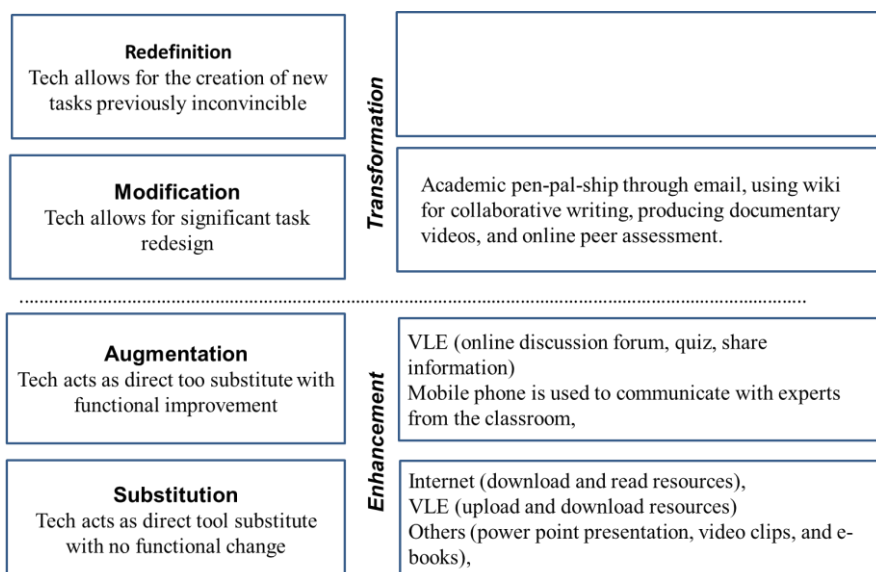 Redefinition
Tech allows for the creation of new
tasks previously inconvincible
Transformation
Modification
Tech allows for significant task
redesign
Academic pen-pal-ship through email, using wiki
for collaborative writing, producing documentary
videos, and online peer assessment.
Augmentation
Tech acts as direct too substitute with
functional improvement
Enhancement
VLE (online discussion forum, quiz, share
information)
Mobile phone is used to communicate with experts
from the classroom,
Substitution
Tech acts as direct tool substitute
with no functional change
Internet (download and read resources),
VLE (upload and download resources)
Others (power point presentation, video clips, and e-
books),